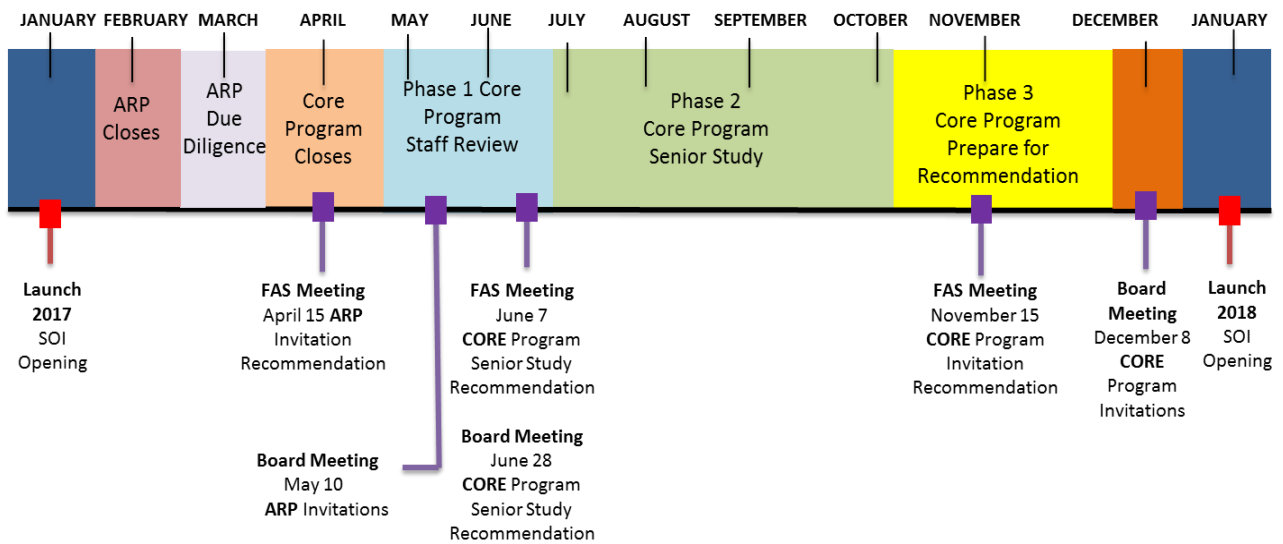 JANUARY FEBRUARY MARCH APRIL MAY JUNE JULY AUGUST SEPTEMBER OCTOBER NOVEMBER DECEMBER JANUARY
ARP
Closes
ARP
Due
Diligence
Core
Program
Closes
Phase 1 Core
Program
Staff Review
Phase 2
Core Program
Senior Study
Phase 3
Core Program
Prepare for
Recommendation
Launch
2017
SOI
Opening
FAS Meeting
April 15 ARP
Invitation
Recommendation
Board Meeting
May 10
ARP Invitations
FAS Meeting
June 7
CORE Program
Senior Study
Recommendation
Board Meeting
June 28
CORE Program
Senior Study
Recommendation
FAS Meeting
November 15
CORE Program
Invitation
Recommendation
Board
Meeting
December 8
CORE
Program
Invitations
Launch
2018
SOI
Opening